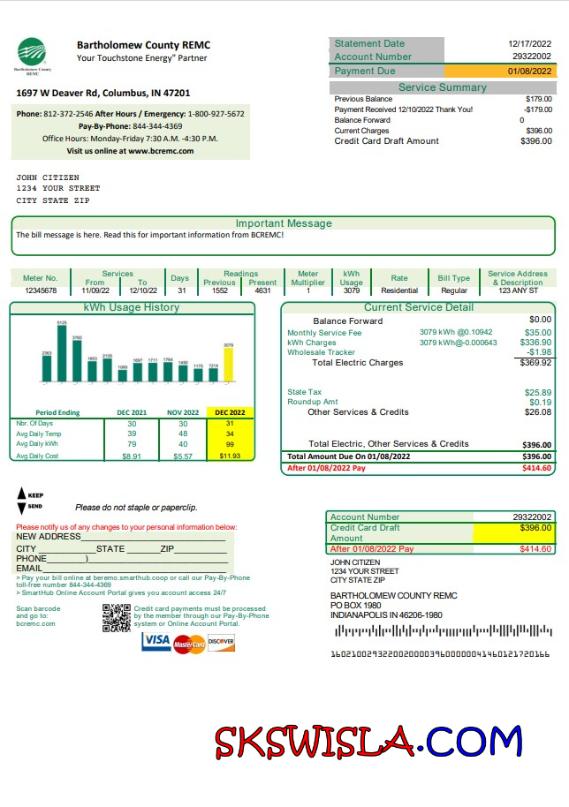 Bartholomew County REMC
Your Touchstone Energy® Partner
Bartholomew County
REMC
1697 W Deaver Rd, Columbus, IN 47201
Phone: 812-372-2546 After Hours / Emergency: 1-800-927-5672
Pay-By-Phone: 844-344-4369
Office Hours: Monday-Friday 7:30 A.M. -4:30 P.M.
Visit us online at www.bcremc.com
Statement Date 12/17/2022
Account Number 29322002
Payment Due 01/08/2022
Service Summary
Previous Balance $179.00
Payment Received 12/10/2022 Thank You! -$179.00
Balance Forward 0
Current Charges $396.00
Credit Card Draft Amount $396.00
JOHN CITIZEN
1234 YOUR STREET
CITY STATE ZIP
Important Message
The bill message is here. Read this for important information from BCREMC!
Meter No. Services From To Days Readings Previous Present Meter Multiplier kWh Usage Rate Bill Type Service Address & Description
12345678 11/09/22 12/10/22 31 1552 4631 1 3079 Residential Regular 123 ANY ST
kWh Usage History
3079
Period Ending DEC 2021 NOV 2022 DEC 2022
Nbr. Of Days 30 30 31
Avg Daily Temp 39 48 34
Avg Daily kWh 79 40 99
Avg Daily Cost $8.91 $5.57 $11.93
Current Service Detail
Balance Forward $0.00
Monthly Service Fee 3079 kWh @0.10942 $35.00
kWh Charges 3079 kWh@-0.000643 $336.90
Wholesale Tracker -$1.98
Total Electric Charges $369.92
State Tax $25.89
Roundup Amt $0.19
Other Services & Credits $26.08
Total Electric, Other Services & Credits $396.00
Total Amount Due On 01/08/2022 $396.00
After 01/08/2022 Pay $414.60
KEEP
SEND
Please do not staple or paperclip.
Please notify us of any changes to your personal information below:
NEW ADDRESS
CITY STATE ZIP
PHONE )
EMAIL
> Pay your bill online at beremo.smarthub.coop or call our Pay-By-Phone
toll-free number 844-344-4369
> SmartHub Online Account Portal gives you account access 24/7
Scan barcode
and go to:
bcremc.com
Credit card payments must be processed
by the member through our Pay-By-Phone
system or Online Account Portal.
VISA MasterCard DISCOVER
Account Number 29322002
Credit Card Draft Amount $396.00
After 01/08/2022 Pay $414.60
JOHN CITIZEN
1234 YOUR STREET
CITY STATE ZIP
BARTHOLOMEW COUNTY REMC
PO BOX 1980
INDIANAPOLIS IN 46206-1980
SKSWISLA.COM